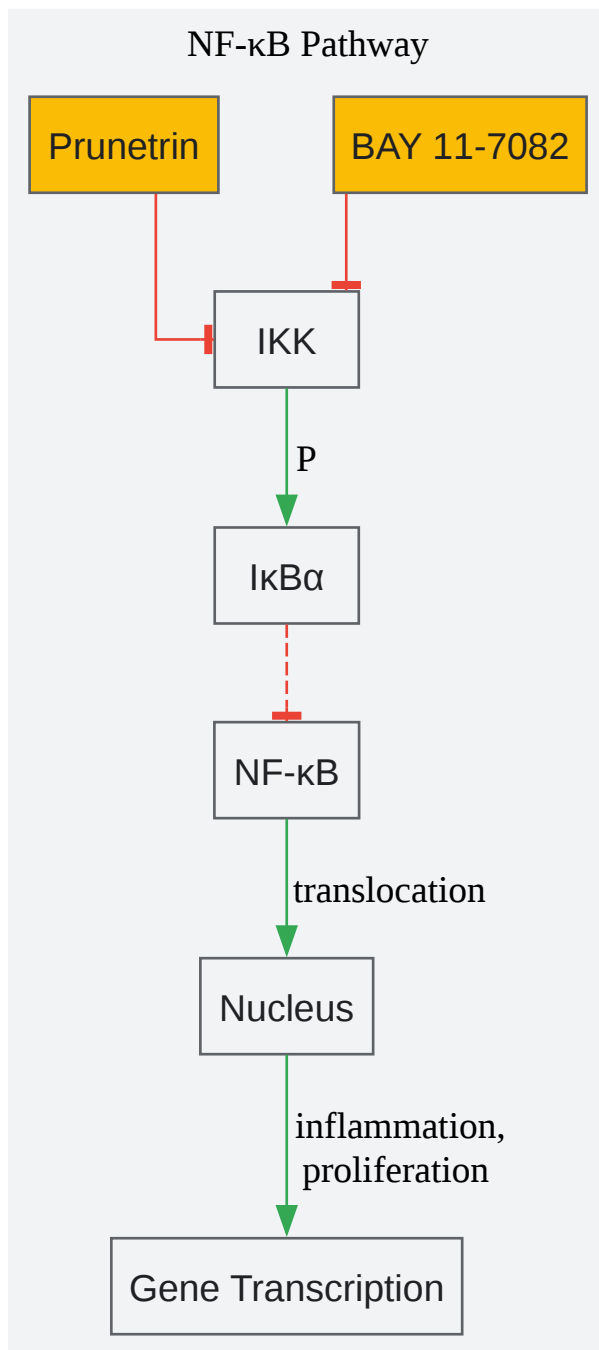 NF-κB Pathway
Prunetrin
BAY 11-7082
IKK
P
IκBα
NF-κB
translocation
Nucleus
inflammation,
proliferation
Gene Transcription